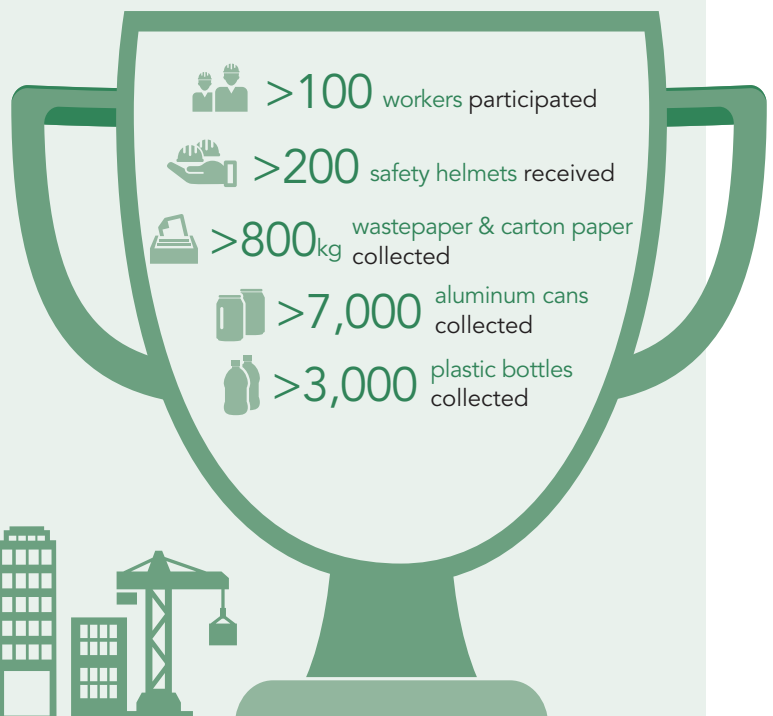 >100 workers participated
>200 safety helmets received
>800kg wastepaper & carton paper
collected
>7,000 aluminum cans
collected
>3,000 plastic bottles
collected